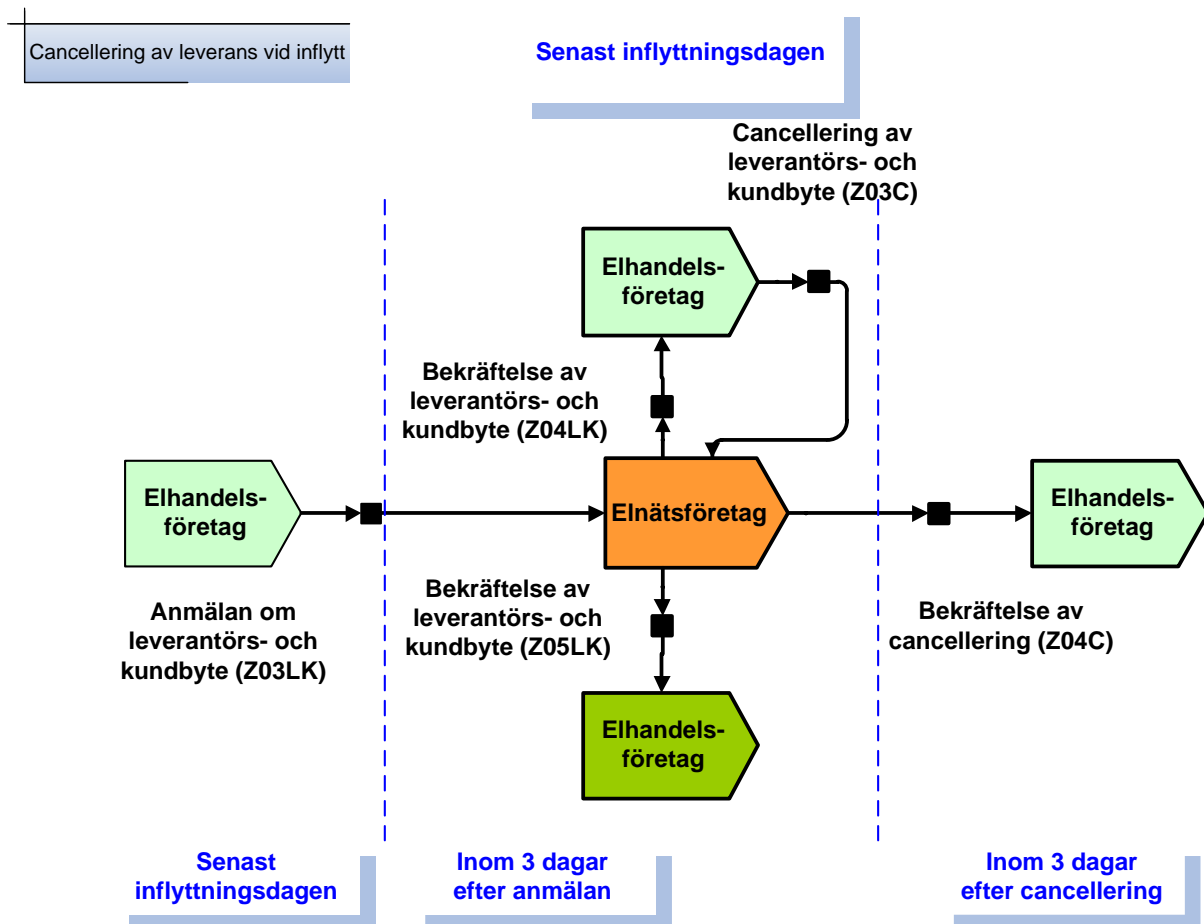 Cancellering av leverans vid inflytt
Senast inflyttningsdagen
Cancellering av
leverantörs- och
kundbyte (Z03C)
Elhandels-
företag
Bekräftelse av
leverantörs- och
kundbyte (Z04LK)
Elhandels-
företag
Elnätsföretag
Elhandels-
företag
Anmälan om
leverantörs- och
kundbyte (Z03LK)
Bekräftelse av
leverantörs- och
kundbyte (Z05LK)
Bekräftelse av
cancellering (Z04C)
Elhandels-
företag
Senast
inflyttningsdagen
Inom 3 dagar
efter anmälan
Inom 3 dagar
efter cancellering